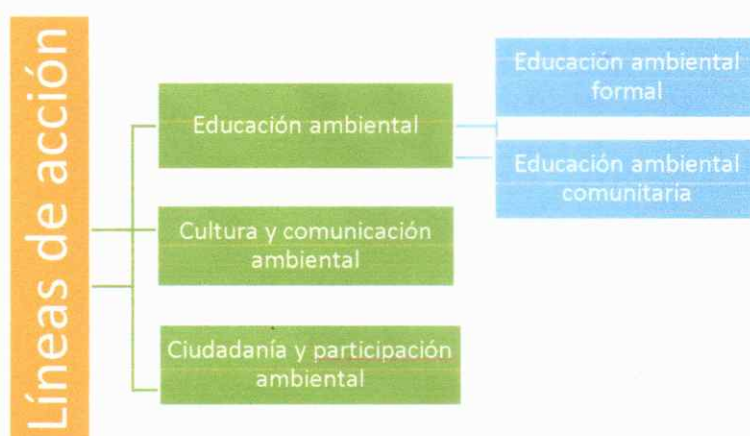 Líneas de acción
Educación ambiental
Educación ambiental
formal
Educación ambiental
comunitaria
Cultura y comunicación
ambiental
Ciudadanía y participación
ambiental